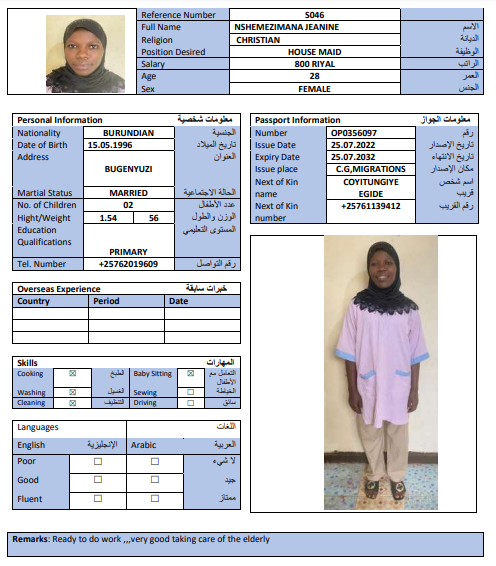 Reference Number S046
Full Name NSHEMEZIMANA JEANINE الاسم
Religion CHRISTIAN الديانة
Position Desired HOUSE MAID الوظيفة
Salary 800 RIYAL الراتب
Age 28 العمر
Sex FEMALE الجنس
Personal Information معلومات شخصية
Nationality BURUNDIAN الجنسية
Date of Birth 15.05.1996 تاريخ الميلاد
Address BUGENYUZI العنوان
Martial Status MARRIED الحالة الاجتماعية
No. of Children 02 عدد الأطفال
Hight/Weight 1.54 56 الوزن والطول
Education Qualifications PRIMARY المستوى التعليمي
Tel. Number +25762019609 رقم التواصل
Passport Information معلومات الجواز
Number OP0356097 رقم
Issue Date 25.07.2022 تاريخ الإصدار
Expiry Date 25.07.2032 تاريخ الانتهاء
Issue place C.G,MIGRATIONS مكان الإصدار
Next of Kin name COYITUNGIYE EGIDE اسم شخص قريب
Next of Kin number +25761139412 رقم القريب
Overseas Experience خبرات سابقة
Country Period Date
Skills المهارات
Cooking ☒ الطبخ Baby Sitting ☒ التعامل مع الأطفال
Washing ☒ الغسيل Sewing ☐ الخياطة
Cleaning ☒ التنظيف Driving ☐ سائق
Languages اللغات
English الإنجليزية Arabic العربية
Poor ☐ ☐ لا شيء
Good ☐ ☐ جيد
Fluent ☐ ☐ ممتاز
Remarks: Ready to do work ,,,very good taking care of the elderly